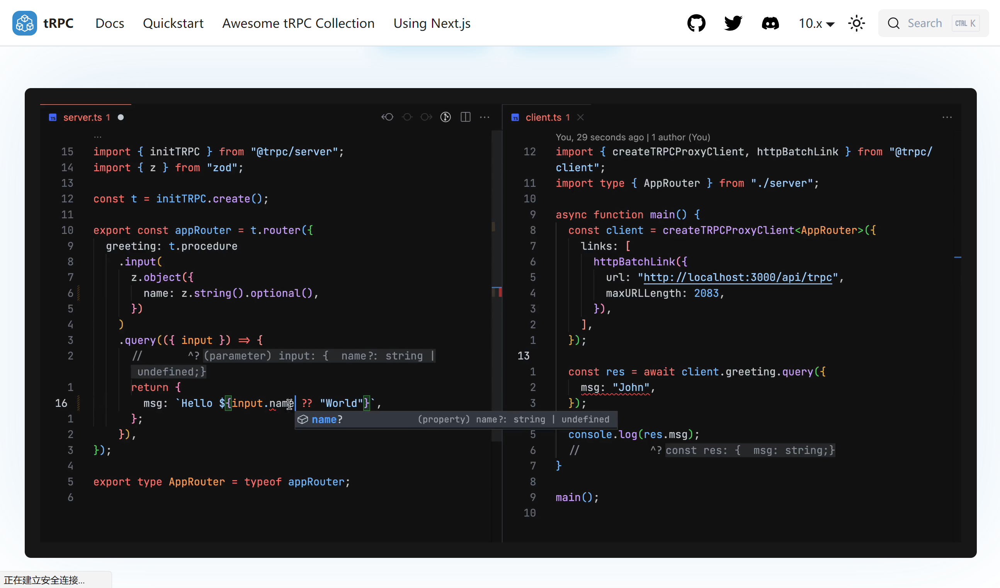 tRPC Docs Quickstart Awesome tRPC Collection Using Next.js 10.x Search CTRL K
server.ts 1
...
15 import { initTRPC } from "@trpc/server";
14 import { z } from "zod";
13
12 const t = initTRPC.create();
11
10 export const appRouter = t.router({
9 greeting: t.procedure
8 .input(
7 z.object({
6 name: z.string().optional(),
5 })
4 )
3 .query(({ input }) => {
2 // ^? (parameter) input: { name?: string |
undefined;}
1 return {
16 msg: `Hello ${input.name ?? "World"}`,
1 };
2 }),
3 });
4
5 export type AppRouter = typeof appRouter;
6
name? (property) name?: string | undefined
client.ts 1
You, 29 seconds ago | 1 author (You)
12 import { createTRPCProxyClient, httpBatchLink } from "@trpc/
client";
11 import type { AppRouter } from "./server";
10
9 async function main() {
8 const client = createTRPCProxyClient<AppRouter>({
7 links: [
6 httpBatchLink({
5 url: "http://localhost:3000/api/trpc",
4 maxURLLength: 2083,
3 }),
2 ],
1 });
13
1 const res = await client.greeting.query({
2 msg: "John",
3 });
5 console.log(res.msg);
6 // ^? const res: { msg: string;}
7 }
8
9 main();
10
正在建立安全连接...